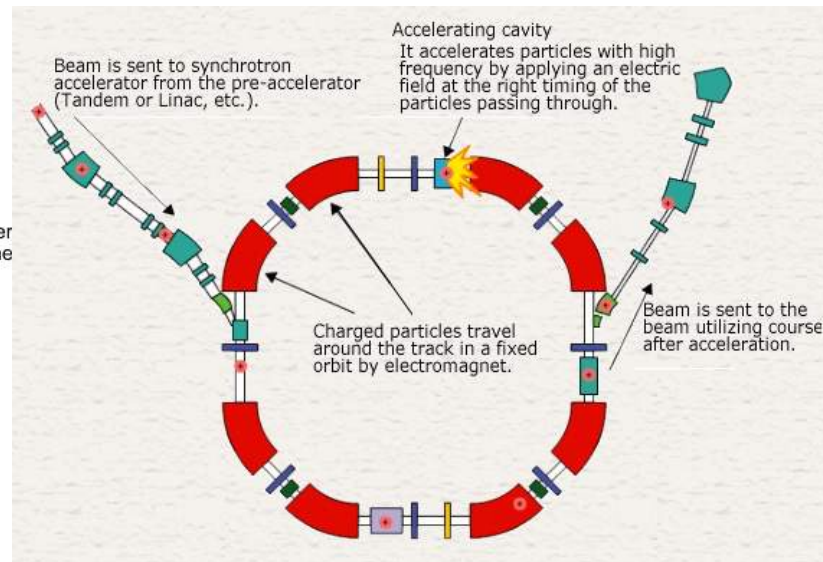 Accelerating cavity
It accelerates particles with high
frequency by applying an electric
field at the right timing of the
particles passing through.
Beam is sent to synchrotron
accelerator from the pre-accelerator
(Tandem or Linac, etc.).
Charged particles travel
around the track in a fixed
orbit by electromagnet.
Beam is sent to the
beam utilizing course
after acceleration.